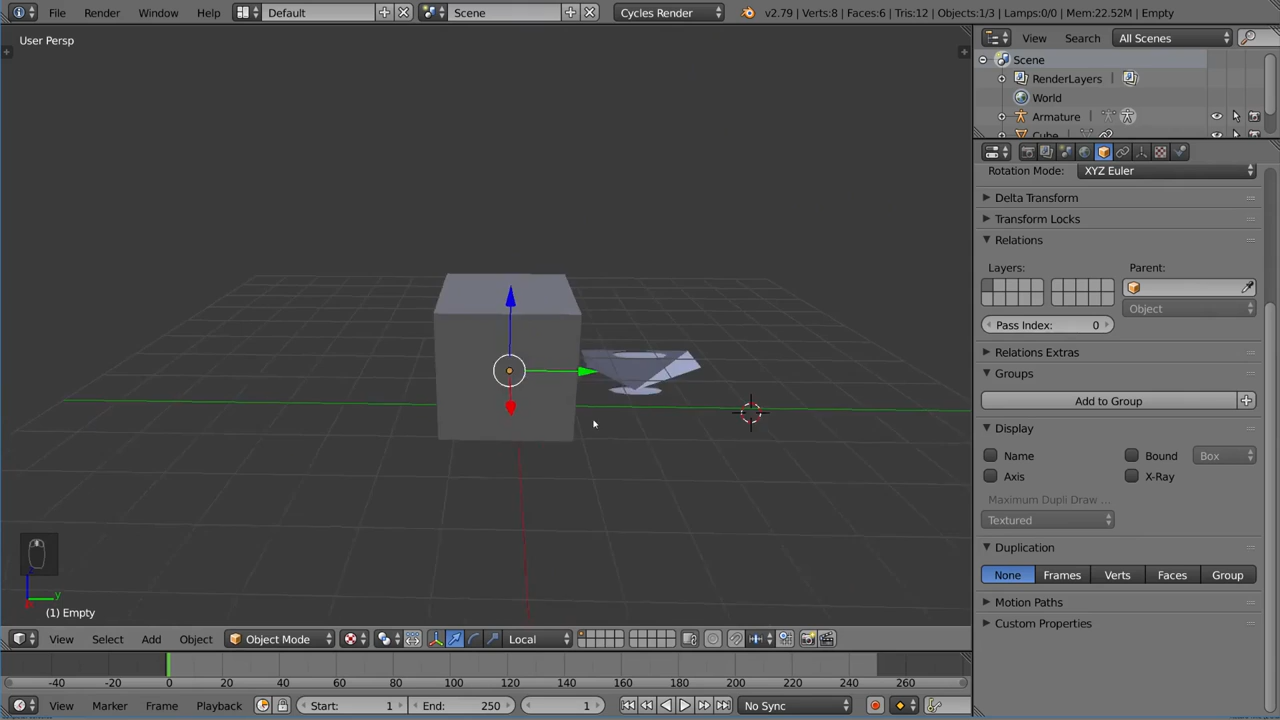 File Render Window Help Default Scene Cycles Render v2.79 | Verts:8 | Faces:6 | Tris:12 | Objects:1/3 | Lamps:0/0 | Mem:22.52M | Empty
User Persp
View Search All Scenes
Scene
RenderLayers
World
Armature
Cube
Rotation Mode: XYZ Euler
Delta Transform
Transform Locks
Relations
Layers: Parent:
Object
Pass Index: 0
Relations Extras
Groups
Add to Group
Display
Name Bound Box
Axis X-Ray
Maximum Dupli Draw ...
Textured
Duplication
None Frames Verts Faces Group
Motion Paths
Custom Properties
y
(1) Empty
View Select Add Object Object Mode Local
-40 -20 0 20 40 60 80 100 120 140 160 180 200 220 240 260
View Marker Frame Playback Start: 1 End: 250 1 No Sync